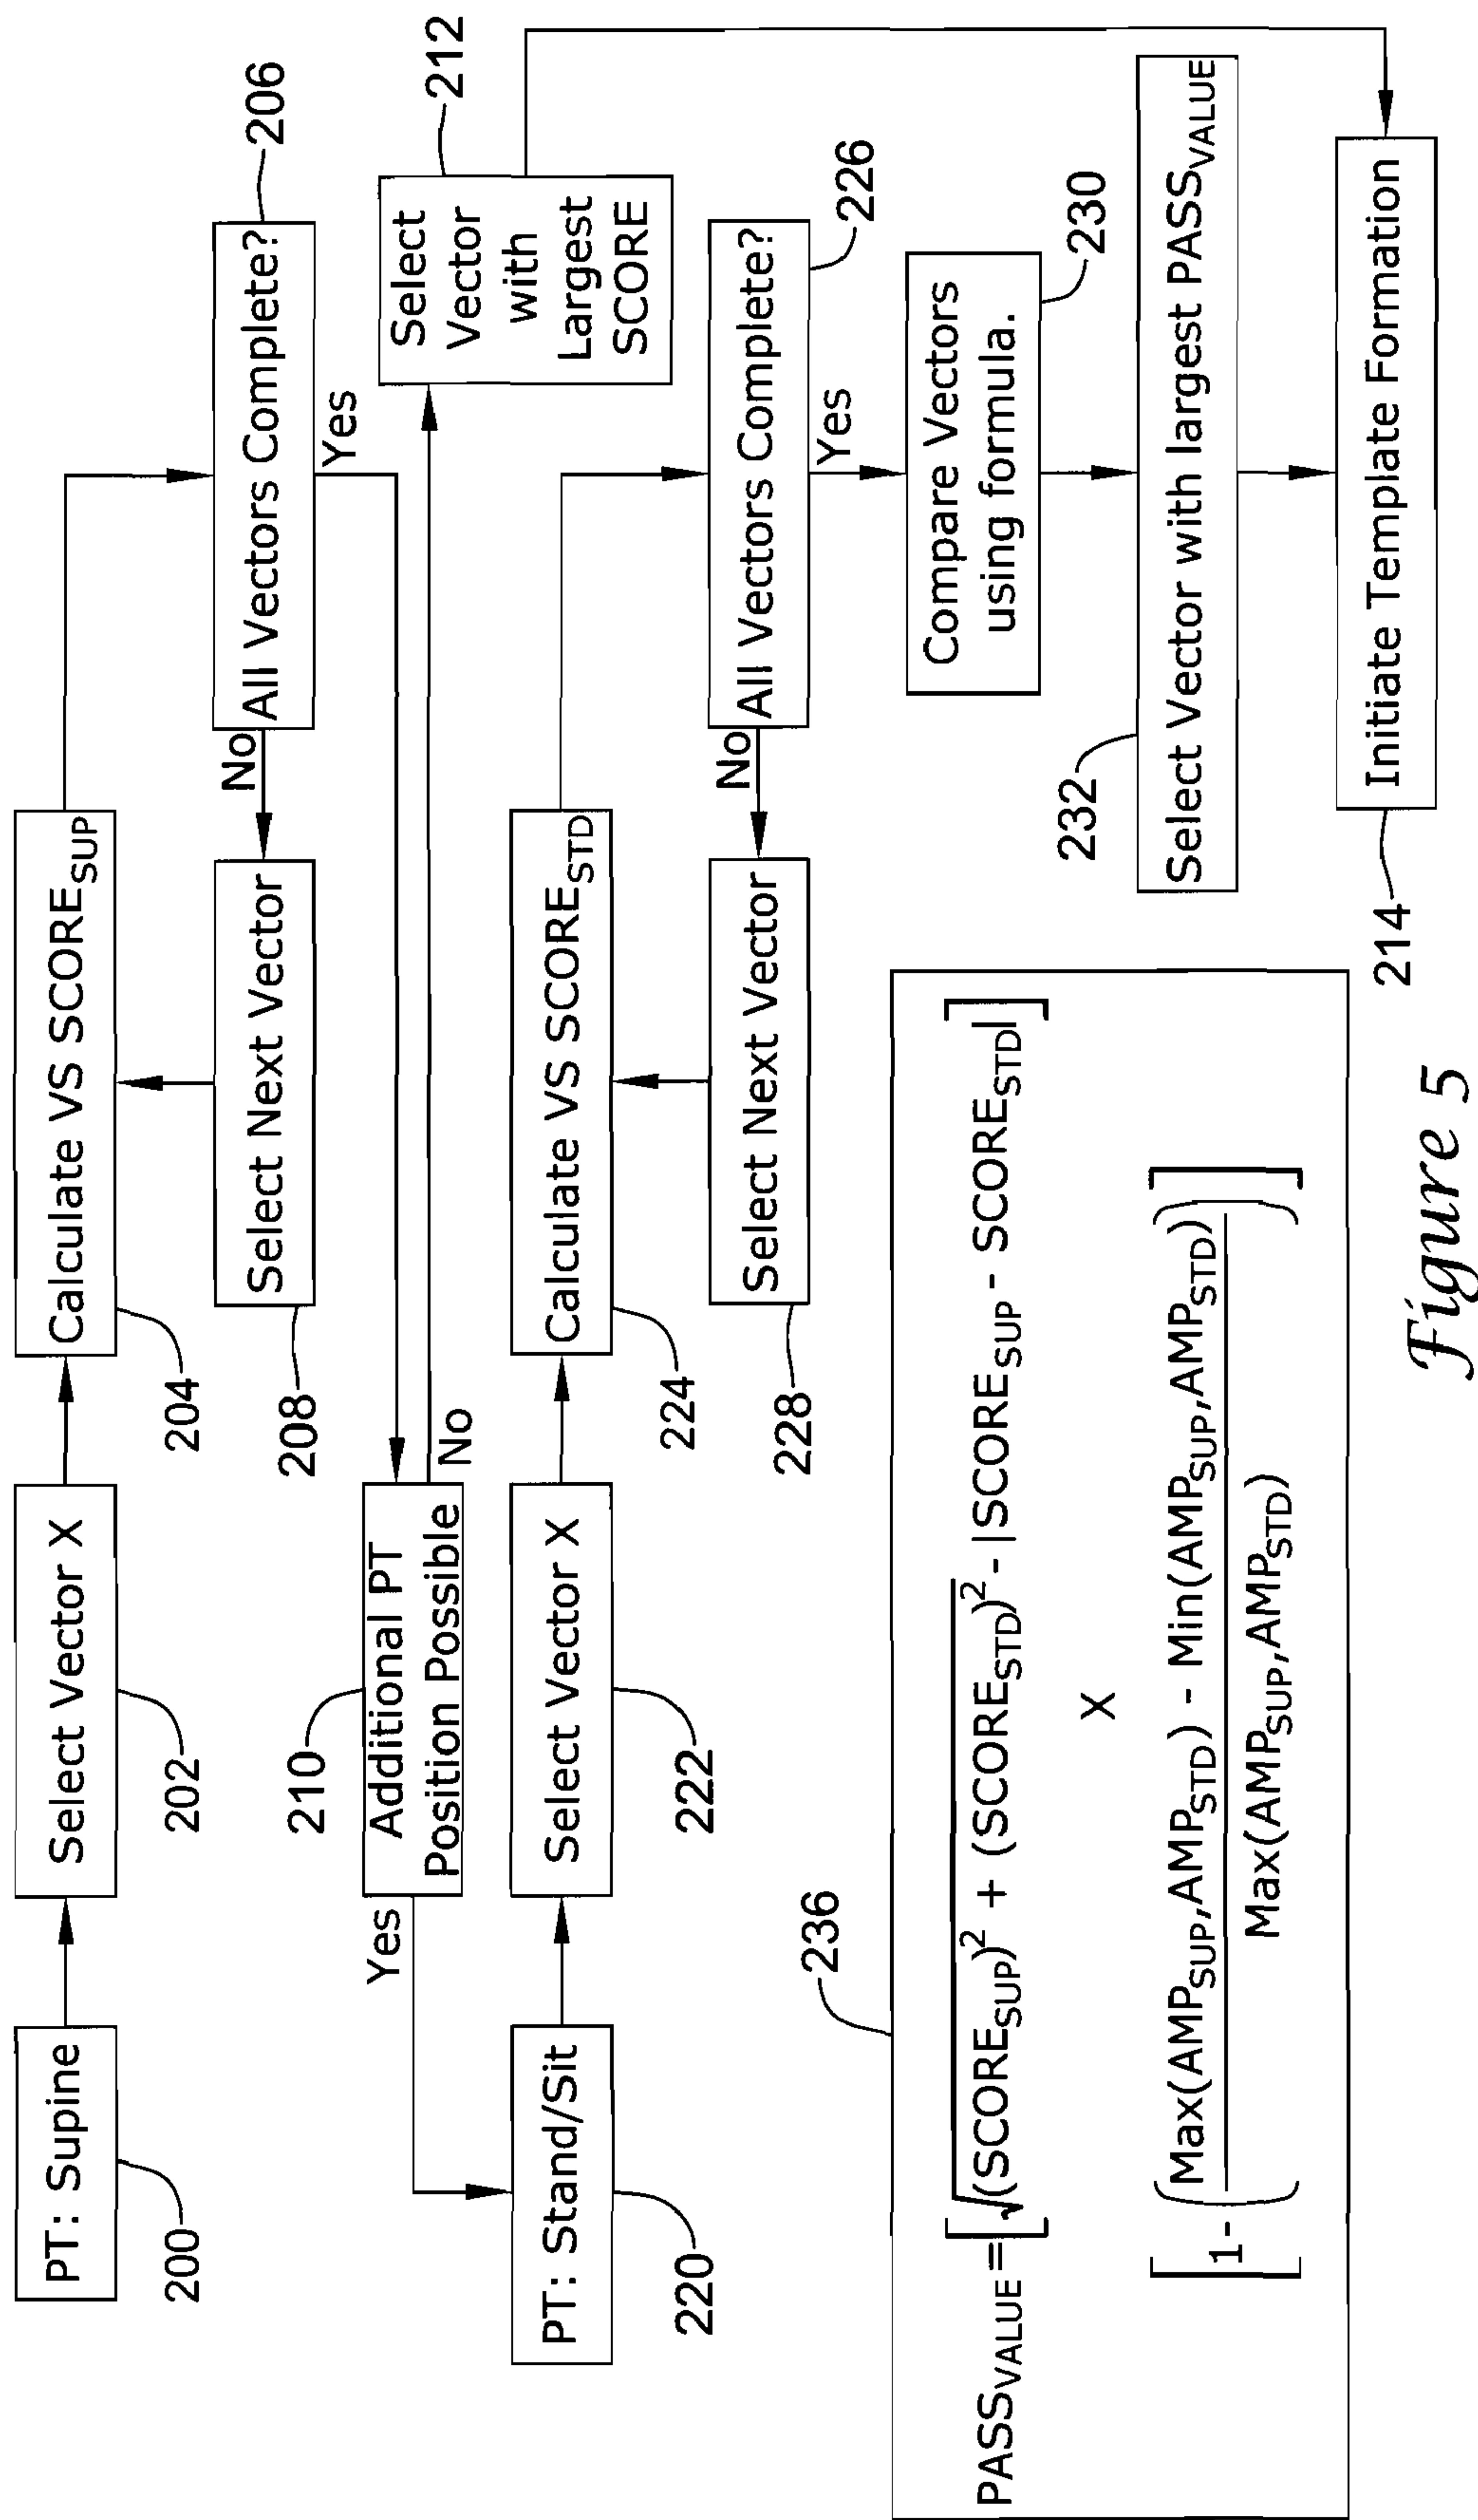 PT: Supine
200
Select Vector X
202
Calculate VS SCORE_SUP
204
All Vectors Complete?
206
No
Yes
Select Next Vector
208
210
Additional PT
Position Possible
Yes
No
Select
Vector
with
Largest
SCORE
212
PT: Stand/Sit
220
Select Vector X
222
Calculate VS SCORE_STD
224
All Vectors Complete?
226
No
Yes
Select Next Vector
228
Compare Vectors
using formula.
230
232
Select Vector with largest PASS_VALUE
Initiate Template Formation
214
236
PASS_VALUE = [√(SCORE_SUP)² + (SCORE_STD)² - |SCORE_SUP - SCORE_STD|]
X
[1-(Max(AMP_SUP,AMP_STD) - Min(AMP_SUP,AMP_STD))]
Max(AMP_SUP,AMP_STD)
Figure 5